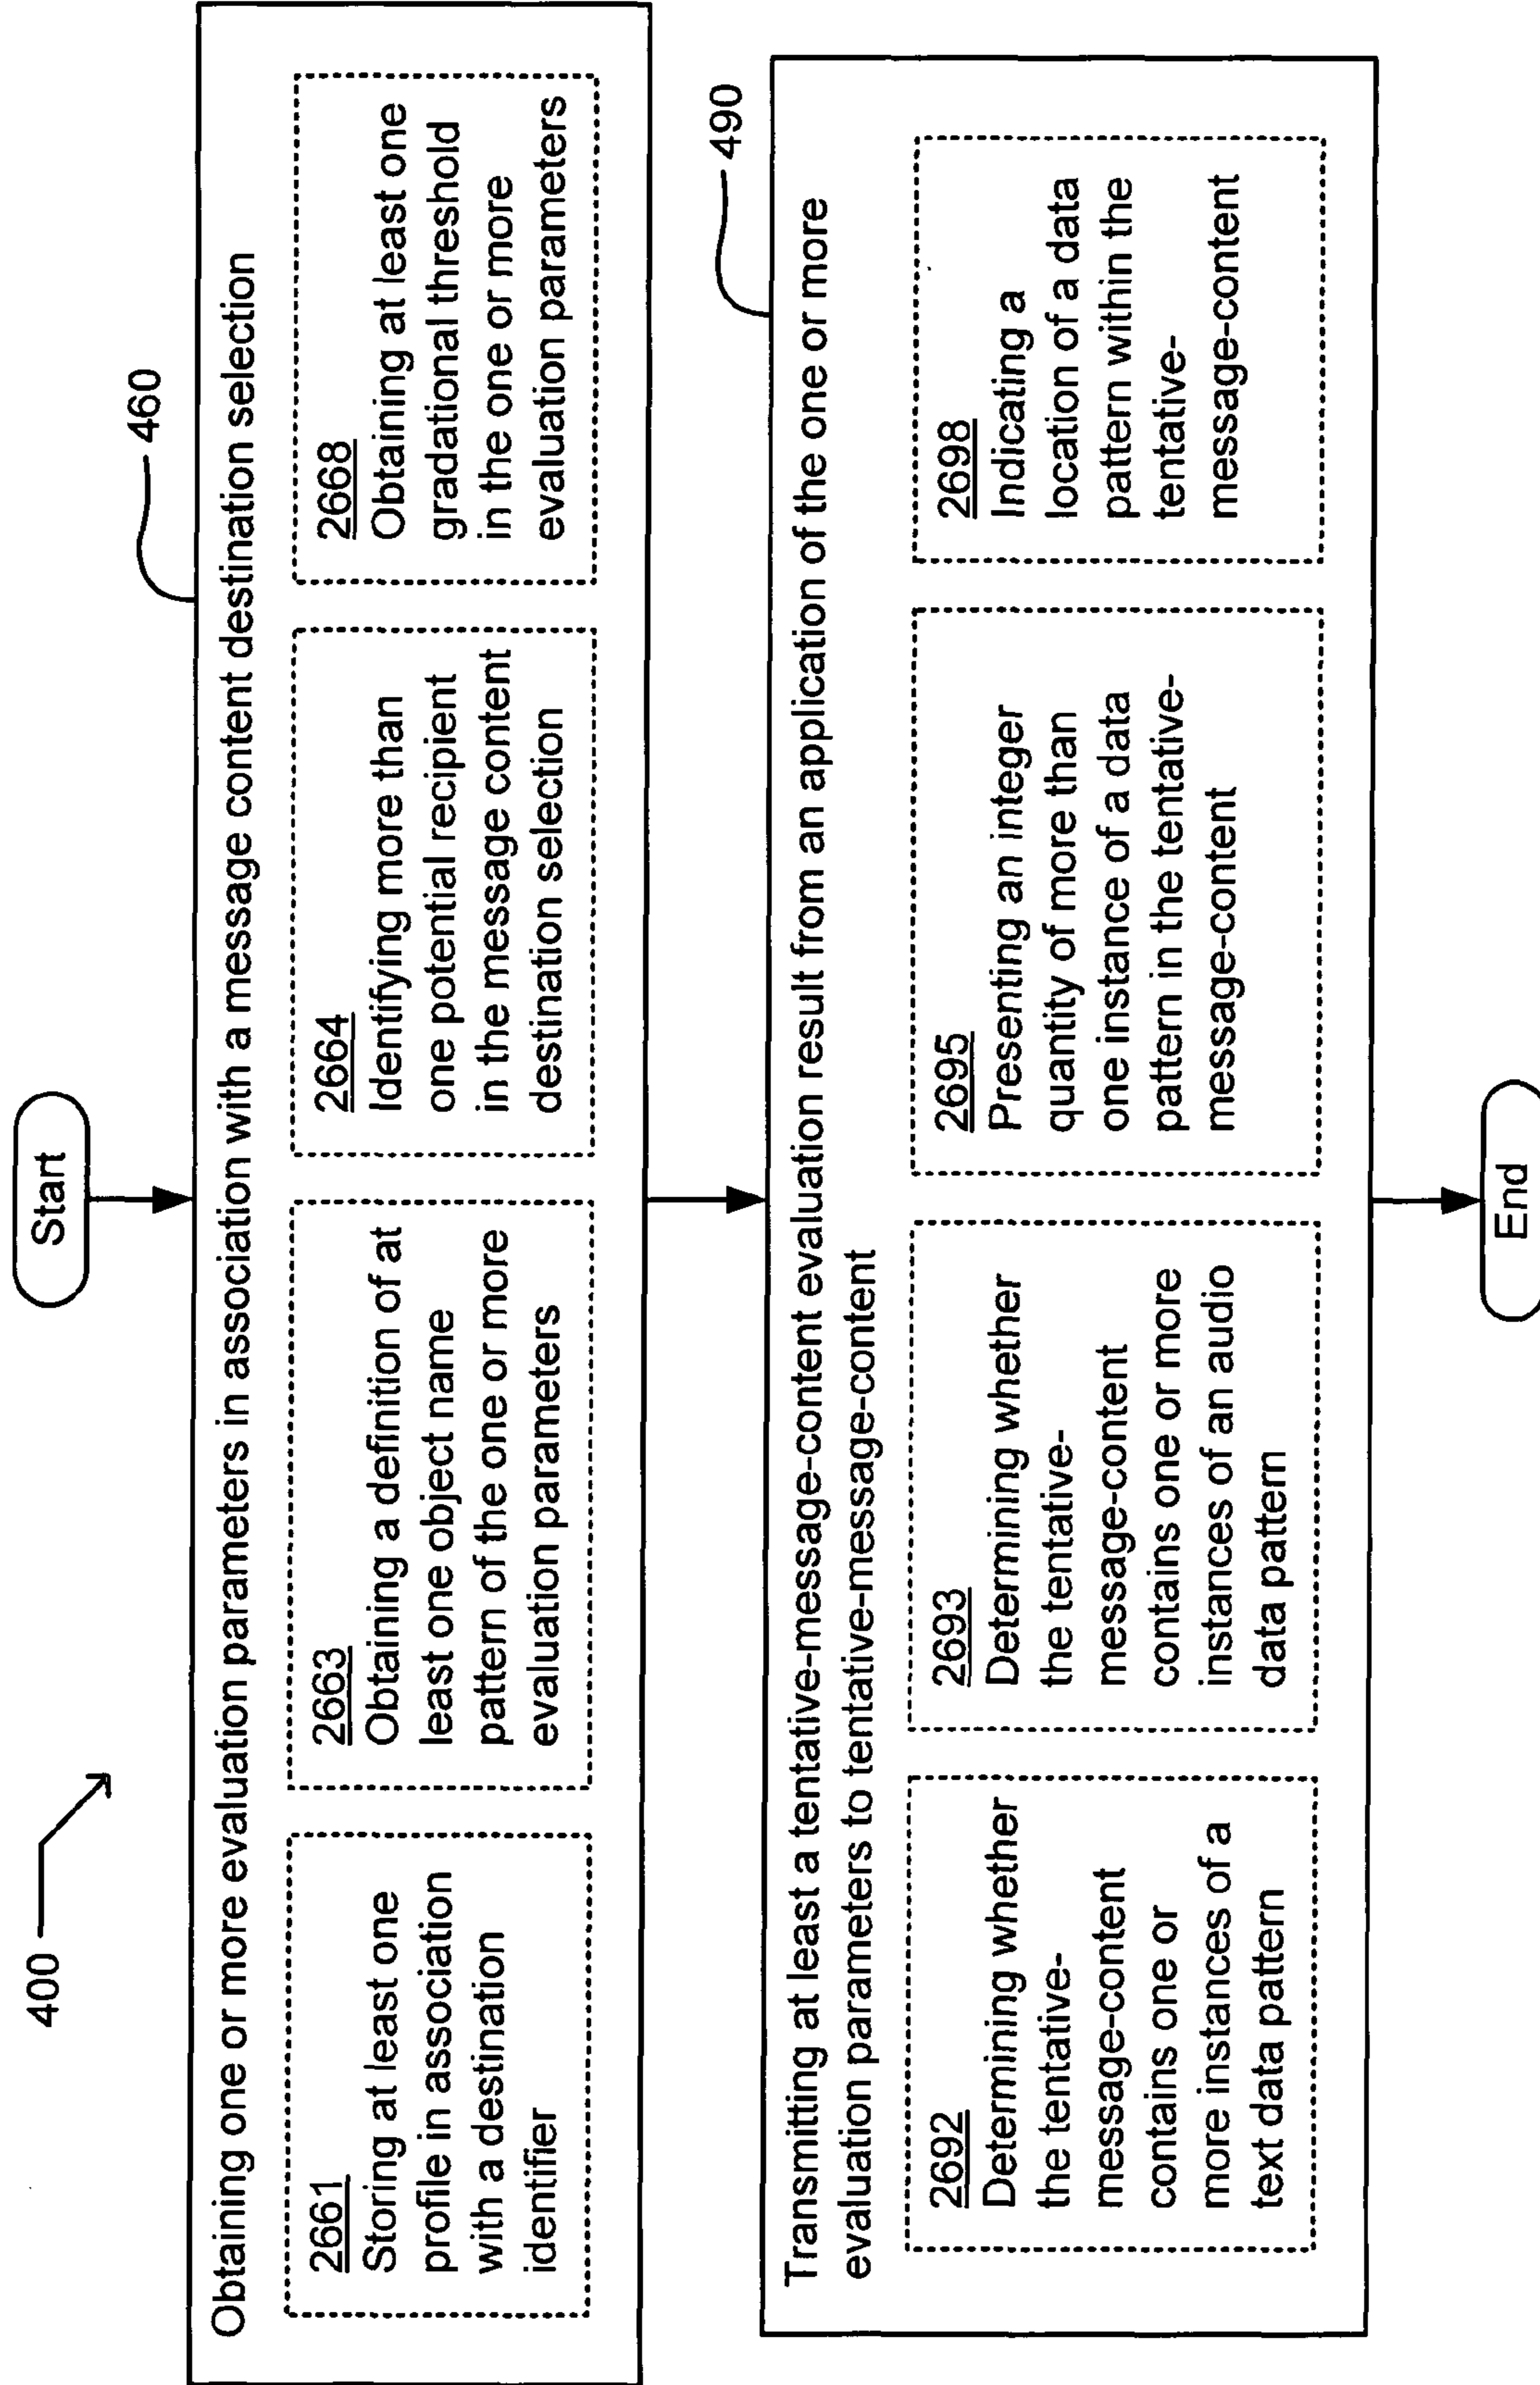 400
Start
460
Obtaining one or more evaluation parameters in association with a message content destination selection
2661
Storing at least one
profile in association
with a destination
identifier
2663
Obtaining a definition of at
least one object name
pattern of the one or more
evaluation parameters
2664
Identifying more than
one potential recipient
in the message content
destination selection
2668
Obtaining at least one
gradational threshold
in the one or more
evaluation parameters
490
Transmitting at least a tentative-message-content evaluation result from an application of the one or more
evaluation parameters to tentative-message-content
2692
Determining whether
the tentative-
message-content
contains one or
more instances of a
text data pattern
2693
Determining whether
the tentative-
message-content
contains one or more
instances of an audio
data pattern
2695
Presenting an integer
quantity of more than
one instance of a data
pattern in the tentative-
message-content
2698
Indicating a
location of a data
pattern within the
tentative-
message-content
End